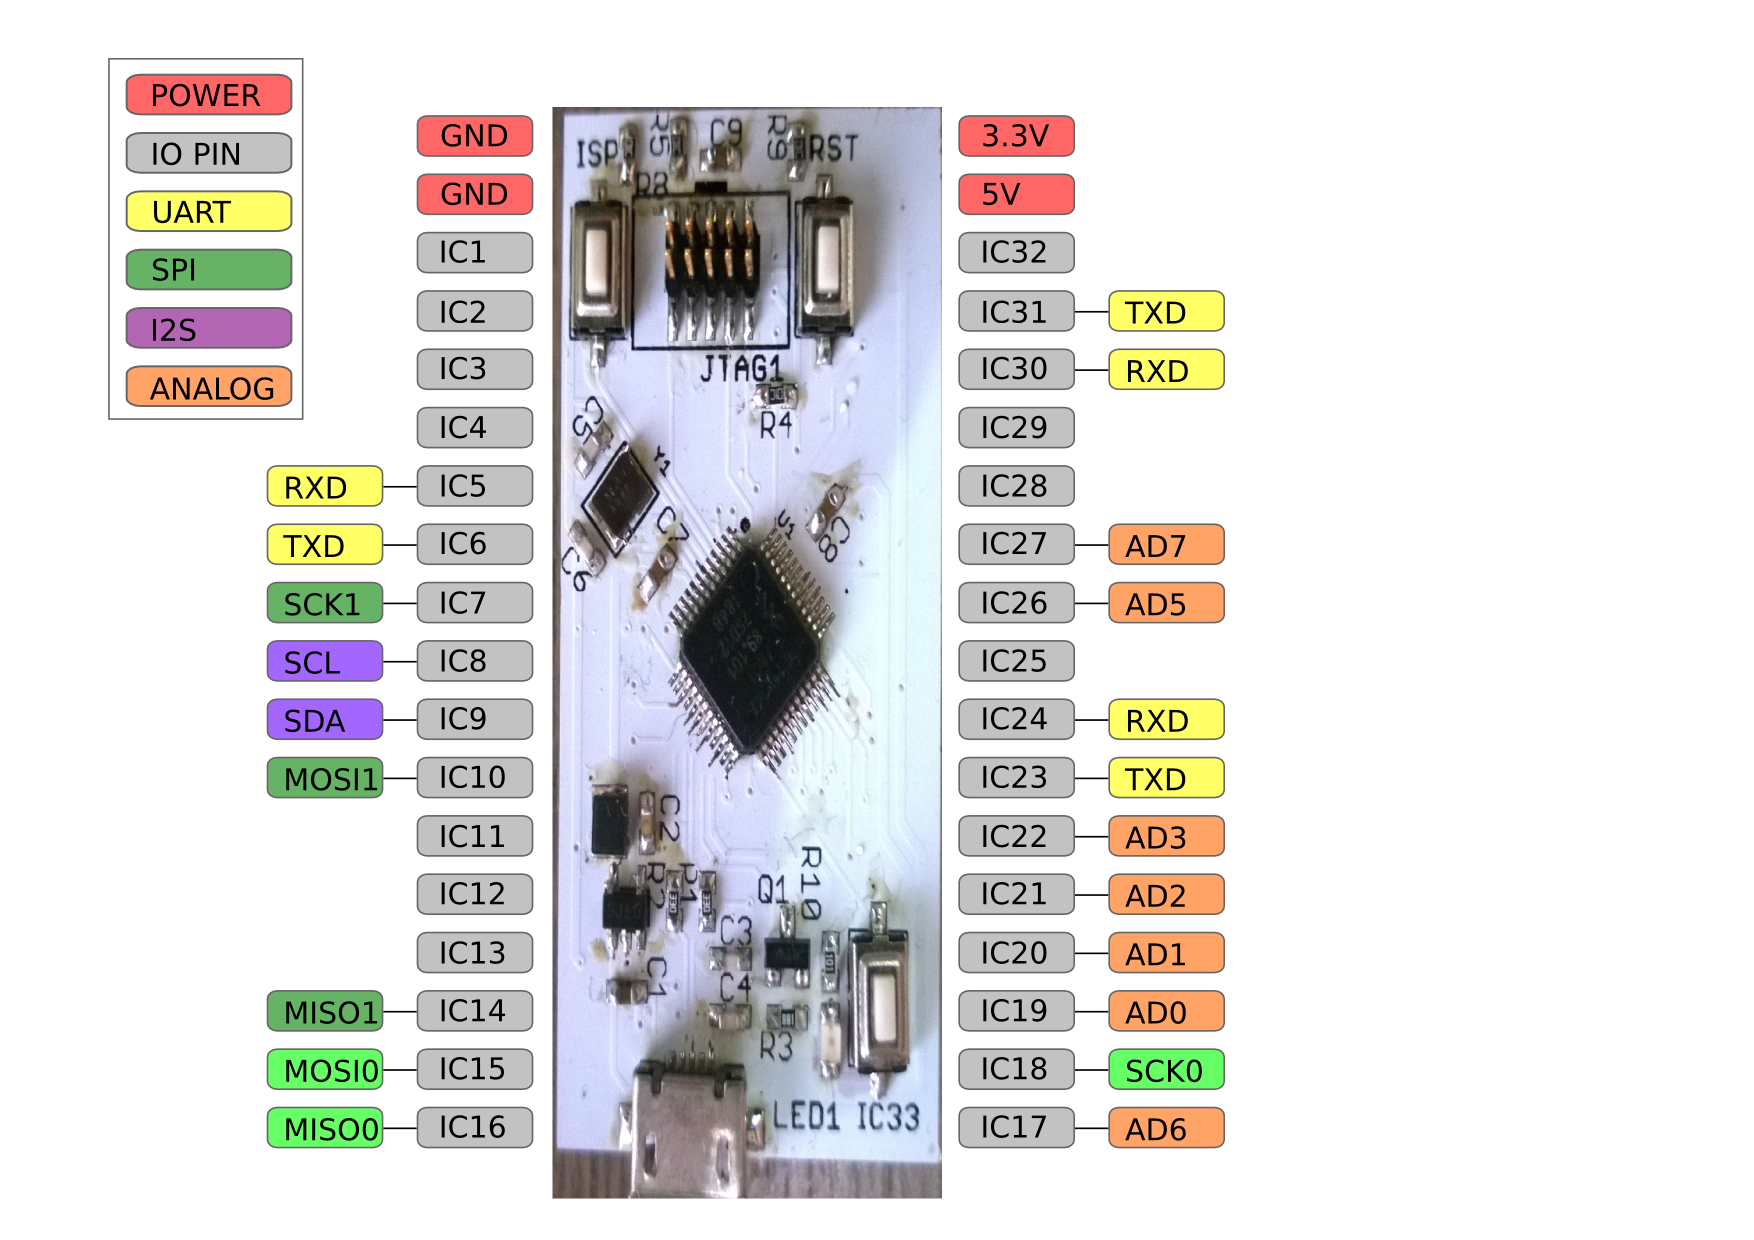 POWER
IO PIN
UART
SPI
I2S
ANALOG
GND
GND
IC1
IC2
IC3
IC4
RXD IC5
TXD IC6
SCK1 IC7
SCL IC8
SDA IC9
MOSI1 IC10
IC11
IC12
IC13
MISO1 IC14
MOSI0 IC15
MISO0 IC16
ISP
R5
C9
R9
RST
R8
JTAG1
R4
C5
Y1
C7
C6
U1
C8
C2
R2
R1
Q1
R10
C3
C1
C4
R3
LED1 IC33
3.3V
5V
IC32
IC31 TXD
IC30 RXD
IC29
IC28
IC27 AD7
IC26 AD5
IC25
IC24 RXD
IC23 TXD
IC22 AD3
IC21 AD2
IC20 AD1
IC19 AD0
IC18 SCK0
IC17 AD6